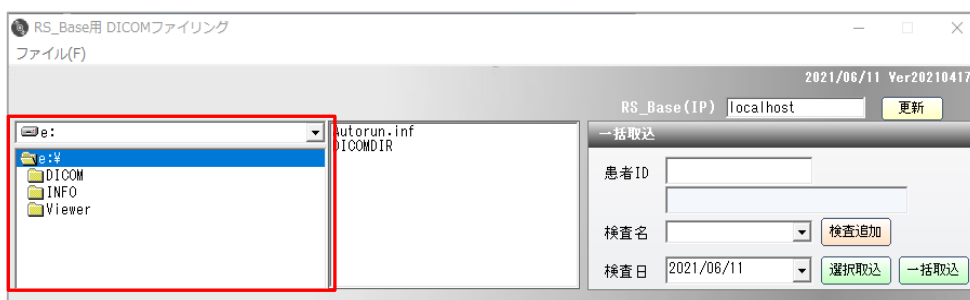 RS_Base用 DICOMファイリング
ファイル(F)
2021/06/11 Ver20210417
RS_Base(IP) localhost 更新
e:
e:¥
DICOM
INFO
Viewer
Autorun.inf
DICOMDIR
一括取込
患者ID
検査名 検査追加
検査日 2021/06/11 選択取込 一括取込